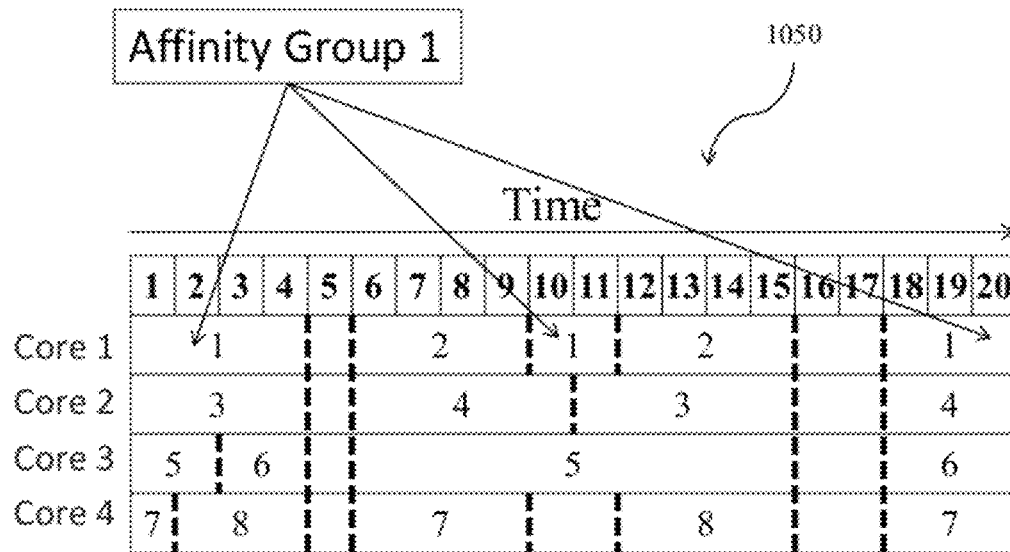 Affinity Group 1
1050
Time
1 2 3 4 5 6 7 8 9 10 11 12 13 14 15 16 17 18 19 20
Core 1 1 2 1 2 1
Core 2 3 4 3 4
Core 3 5 6 5 6
Core 4 7 8 7 8 7